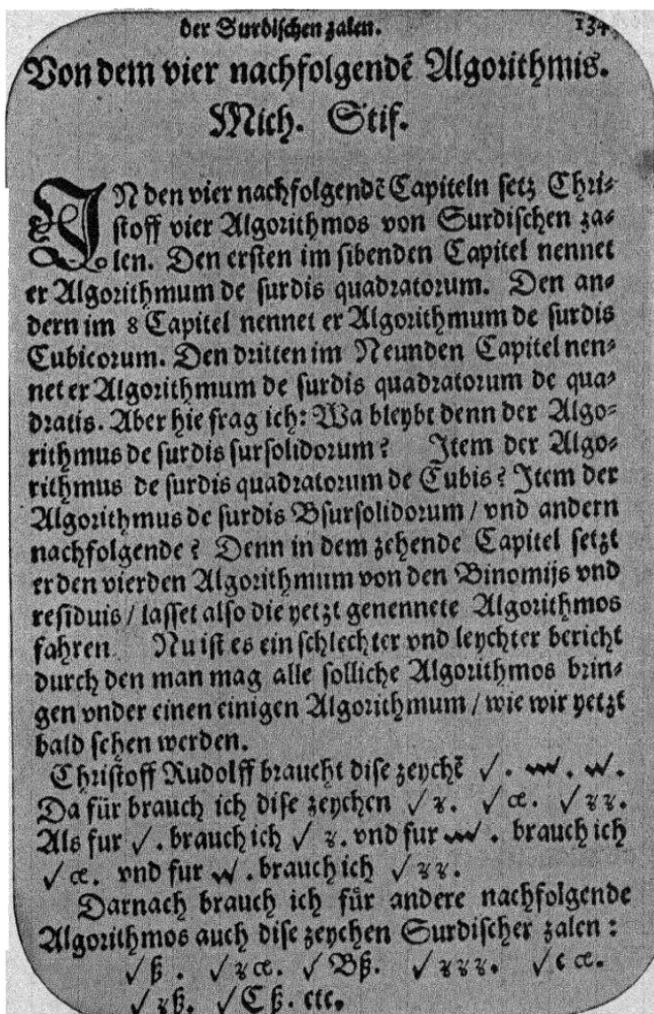 der Surdischen zalen. 134
Von dem vier nachfolgendẽ Algorithmis.
Mich. Stif.
IN den vier nachfolgendẽ Capiteln setz Chri⸗
stoff vier Algorithmos von Surdischen za⸗
len. Den ersten im sibenden Capitel nennet
er Algorithmum de surdis quadratorum. Den an⸗
dern im 8 Capitel nennet er Algorithmum de surdis
Cubicorum. Den dritten im Neunden Capitel nen⸗
net er Algorithmum de surdis quadratorum de qua⸗
dratis. Aber hie frag ich: Wa bleybt denn der Algo⸗
rithmus de surdis sursolidorum? Item der Algo⸗
rithmus de surdis quadratorum de Cubis? Item der
Algorithmus de surdis Bsursolidorum / vnd andern
nachfolgende? Denn in dem zehende Capitel setzt
er den vierden Algorithmum von den Binomijs vnd
residuis / lasset also die yetzt genennete Algorithmos
fahren. Nu ist es ein schlechter vnd leychter bericht
durch den man mag alle solliche Algorithmos brin⸗
gen vnder einen einigen Algorithmum / wie wir yetzt
bald sehen werden.
Christoff Rudolff braucht dise zeychẽ √. √√√. √√.
Da für brauch ich dise zeychen √ʒ. √cƈ. √ʒʒ.
Als fur √. brauch ich √ʒ. vnd fur √√√. brauch ich
√cƈ. vnd fur √√. brauch ich √ʒʒ.
Darnach brauch ich für andere nachfolgende
Algorithmos auch dise zeychen Surdischer zalen:
√ß. √ʒcƈ. √Bß. √ʒʒʒ. √c cƈ.
√ʒß. √Cß. etc.